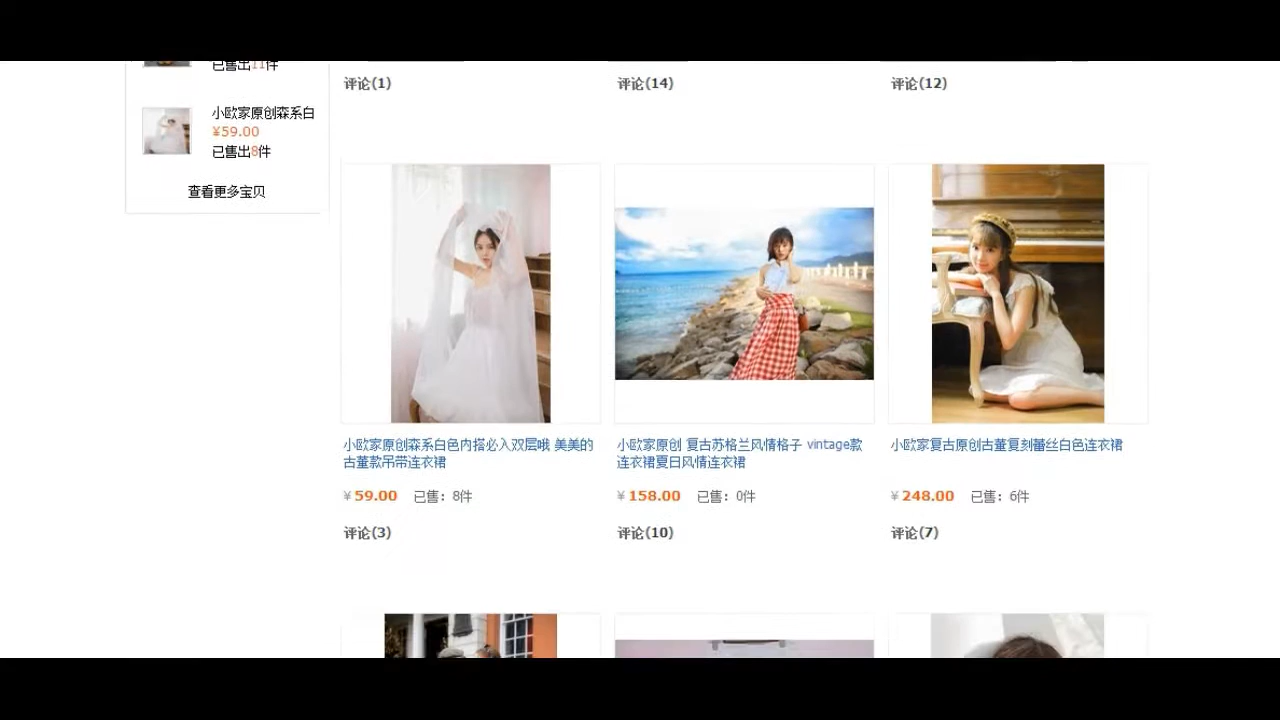 已售出11件
小欧家原创森系白
¥59.00
已售出8件
查看更多宝贝
评论(1)
评论(14)
评论(12)
小欧家原创森系白色内搭必入双层哦 美美的
古董款吊带连衣裙
¥59.00 已售：8件
评论(3)
小欧家原创 复古苏格兰风情格子 vintage款
连衣裙夏日风情连衣裙
¥158.00 已售：0件
评论(10)
小欧家复古原创古董复刻蕾丝白色连衣裙
¥248.00 已售：6件
评论(7)